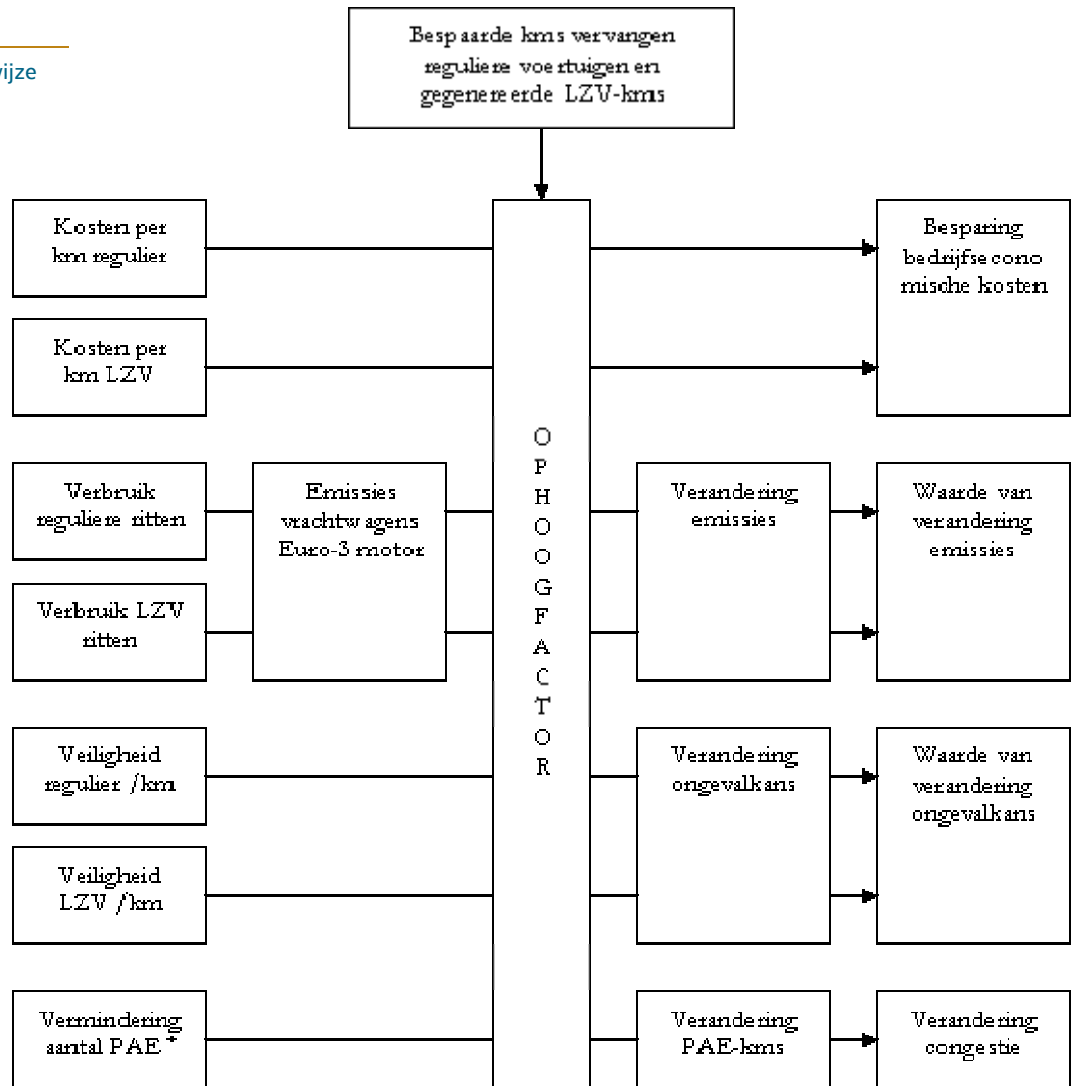 Bespaarde kms vervangen
reguliere voertuigen en
gegenereerde LZV-kms
Kosten per
km regulier
Besparing
bedrijfsecono
mische kosten
Kosten per
km LZV
O
P
H
O
O
G
F
A
C
T
O
R
Verbruik
reguliere ritten
Emissies
vrachtwagens
Euro-3 motor
Verandering
emissies
Waarde van
verandering
emissies
Verbruik LZV
ritten
Veiligheid
regulier /km
Verandering
ongevalkans
Waarde van
verandering
ongevalkans
Veiligheid
LZV /km
Vermindering
aantal PAE *
Verandering
PAE-kms
Verandering
congestie